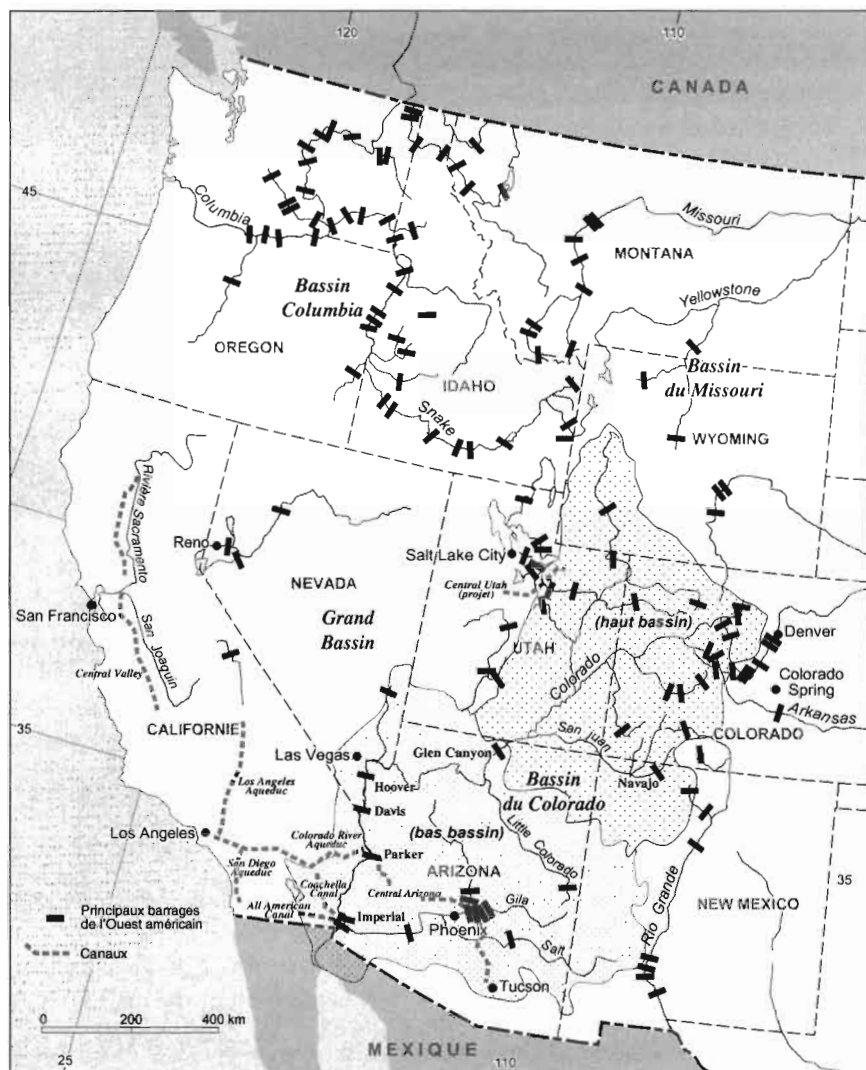 120
110
CANADA
45
Columbia
Missouri
MONTANA
Yellowstone
Bassin
Columbia
OREGON
IDAHO
Bassin
du Missouri
Snake
WYOMING
Rivière Sacramento
Reno
Salt Lake City
NEVADA
Central Utah
(projet)
San Francisco
Grand
Bassin
(haut bassin)
Denver
UTAH
San Joaquin
Colorado
Colorado
Spring
Central Valley
Arkansas
35
CALIFORNIE
San juan
COLORADO
Las Vegas
Glen Canyon
Navajo
Hoover
Bassin
du Colorado
Los Angeles
Aqueduc
Davis
(bas bassin)
Little Colorado
Los Angeles
Colorado River
Aqueduc
Parker
San Diego
Aqueduc
ARIZONA
35
Coachella
Canal
Central Arizona
Gila
NEW MEXICO
All American
Canal
Imperial
Phoenix
Rio Grande
Salt
Principaux barrages
de l'Ouest américain
Canaux
Tucson
0 200 400 km
MEXIQUE
25
110